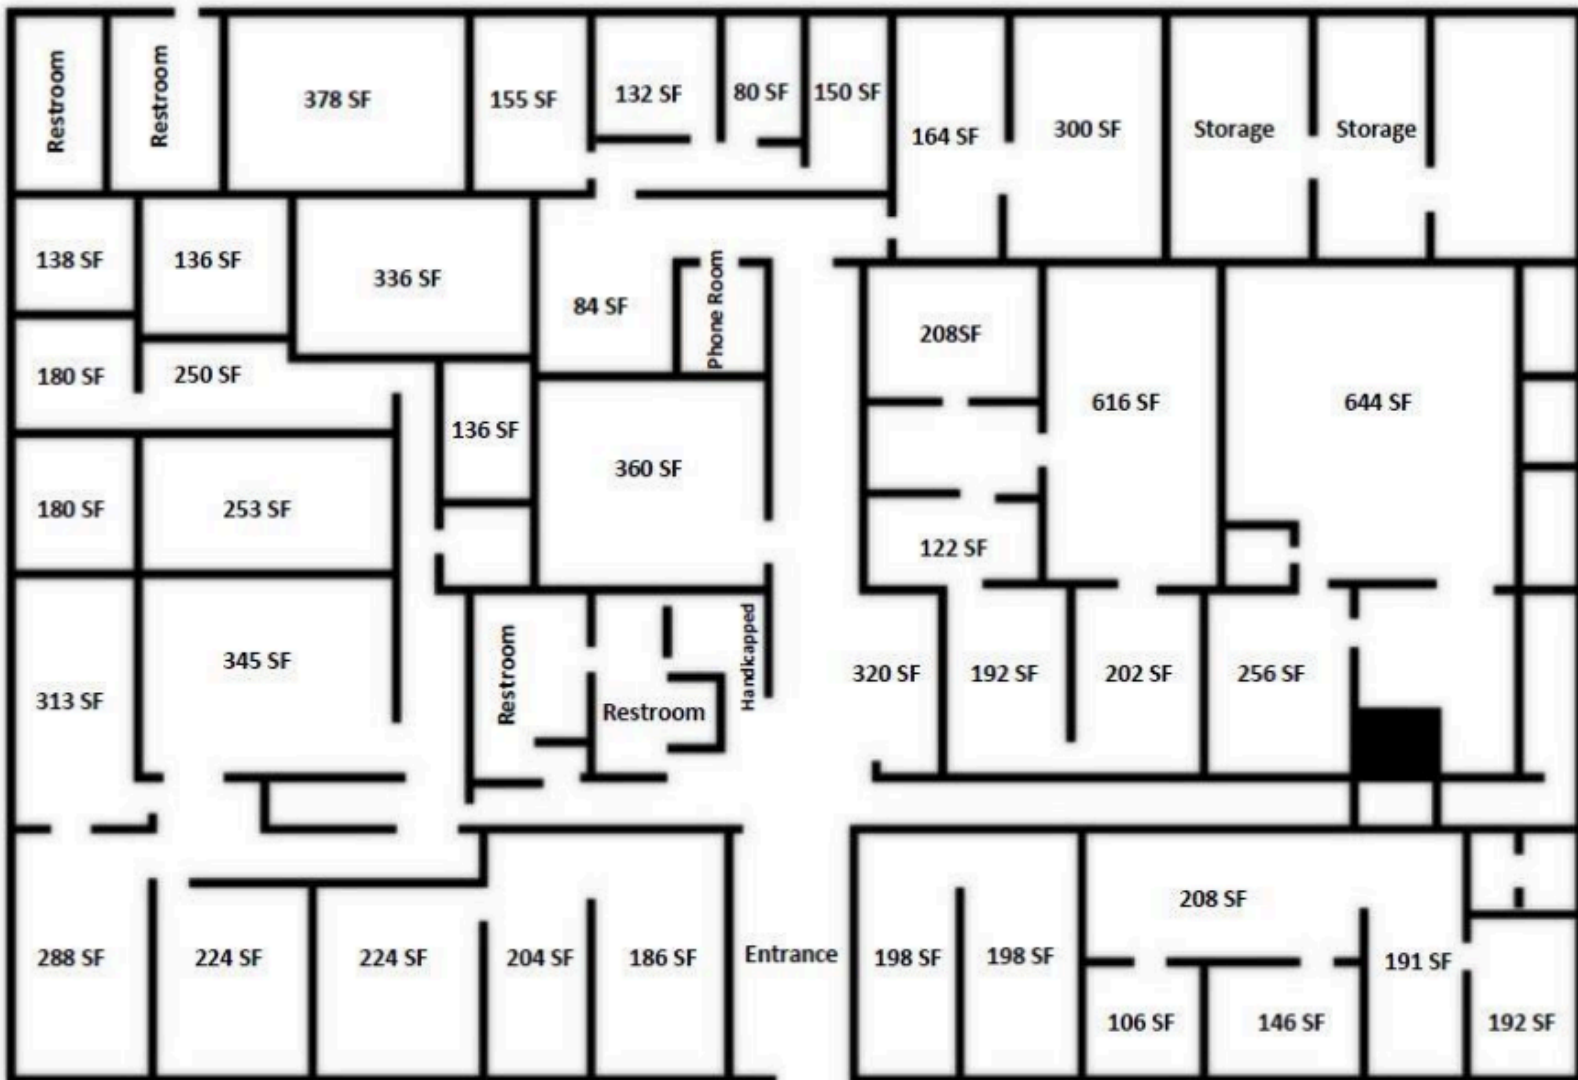 Restroom
Restroom
378 SF
155 SF
132 SF
80 SF
150 SF
164 SF
300 SF
Storage
Storage
138 SF
136 SF
336 SF
84 SF
Phone Room
208SF
616 SF
644 SF
180 SF
250 SF
136 SF
360 SF
180 SF
253 SF
122 SF
313 SF
345 SF
Restroom
Restroom
Handicapped
320 SF
192 SF
202 SF
256 SF
288 SF
224 SF
224 SF
204 SF
186 SF
Entrance
198 SF
198 SF
208 SF
191 SF
106 SF
146 SF
192 SF